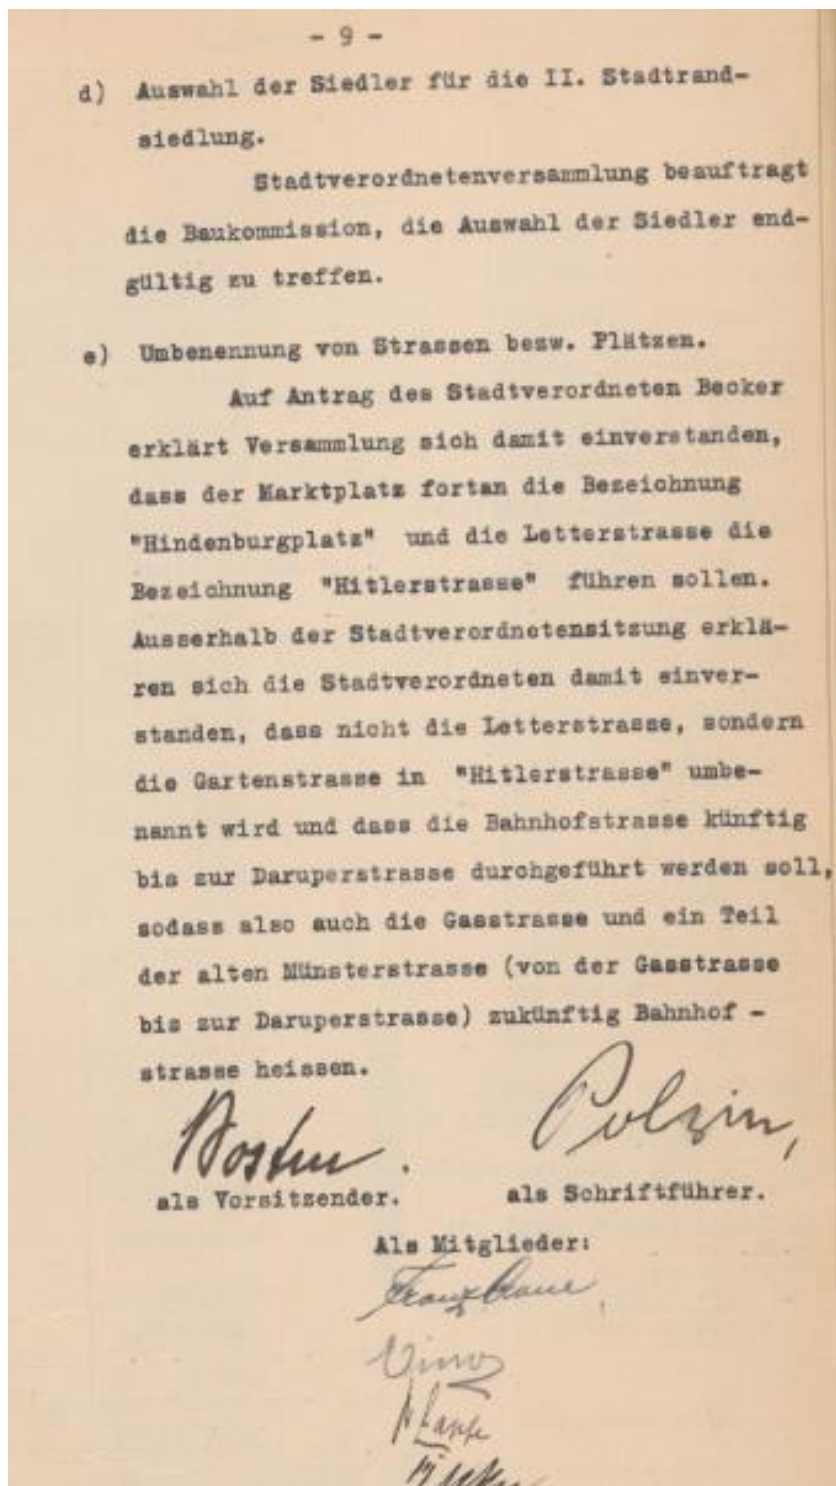 - 9 -
d) Auswahl der Siedler für die II. Stadtrand-
siedlung.
Stadtverordnetenversammlung beauftragt
die Baukommission, die Auswahl der Siedler end-
gültig zu treffen.
e) Umbenennung von Strassen bezw. Plätzen.
Auf Antrag des Stadtverordneten Becker
erklärt Versammlung sich damit einverstanden,
dass der Marktplatz fortan die Bezeichnung
"Hindenburgplatz" und die Letterstrasse die
Bezeichnung "Hitlerstrasse" führen sollen.
Ausserhalb der Stadtverordnetensitzung erklä-
ren sich die Stadtverordneten damit einver-
standen, dass nicht die Letterstrasse, sondern
die Gartenstrasse in "Hitlerstrasse" umbe-
nannt wird und dass die Bahnhofstrasse künftig
bis zur Daruperstrasse durchgeführt werden soll,
sodass also auch die Gasstrasse und ein Teil
der alten Münsterstrasse (von der Gasstrasse
bis zur Daruperstrasse) zukünftig Bahnhof -
strasse heissen.
Polzin,
als Vorsitzender. als Schriftführer.
Als Mitglieder:
Franz